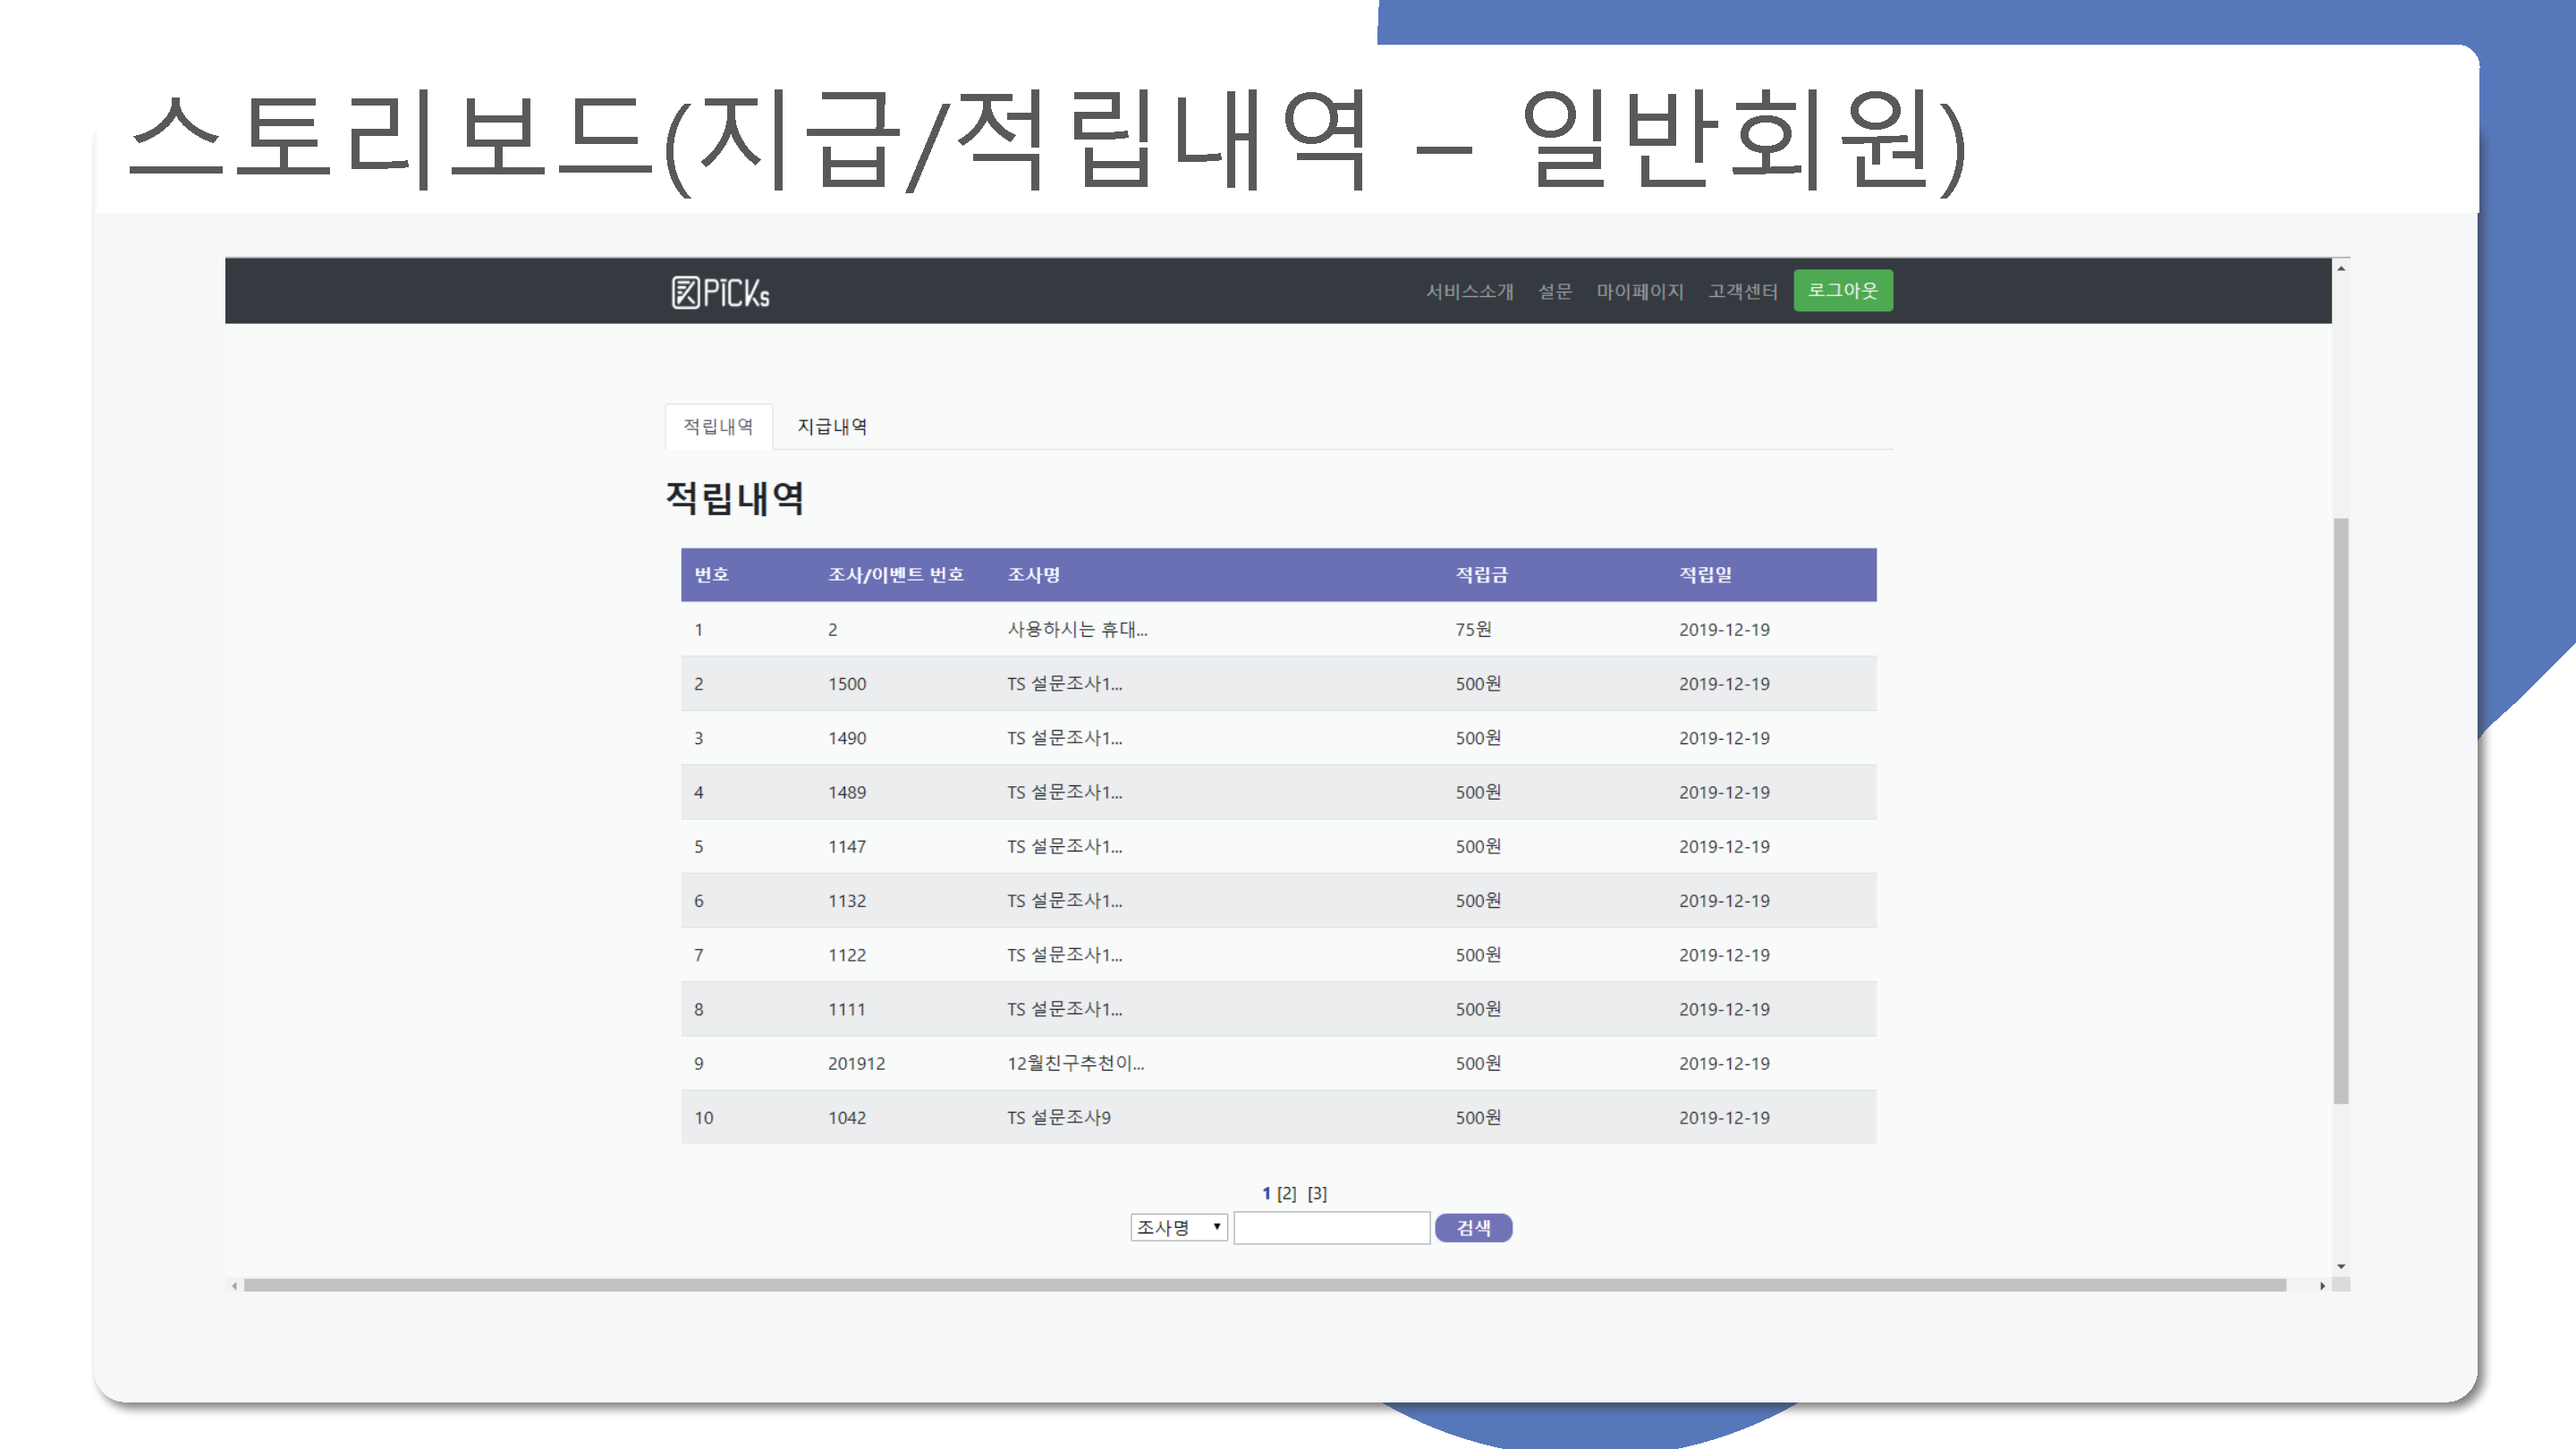 스토리보드(지급/적립내역 – 일반회원)
PiCKs 서비스소개 설문 마이페이지 고객센터 로그아웃
적립내역 지급내역
적립내역
번호 조사/이벤트 번호 조사명 적립금 적립일
1 2 사용하시는 휴대... 75원 2019-12-19
2 1500 TS 설문조사1... 500원 2019-12-19
3 1490 TS 설문조사1... 500원 2019-12-19
4 1489 TS 설문조사1... 500원 2019-12-19
5 1147 TS 설문조사1... 500원 2019-12-19
6 1132 TS 설문조사1... 500원 2019-12-19
7 1122 TS 설문조사1... 500원 2019-12-19
8 1111 TS 설문조사1... 500원 2019-12-19
9 201912 12월친구추천이... 500원 2019-12-19
10 1042 TS 설문조사9 500원 2019-12-19
1 [2] [3]
조사명 검색